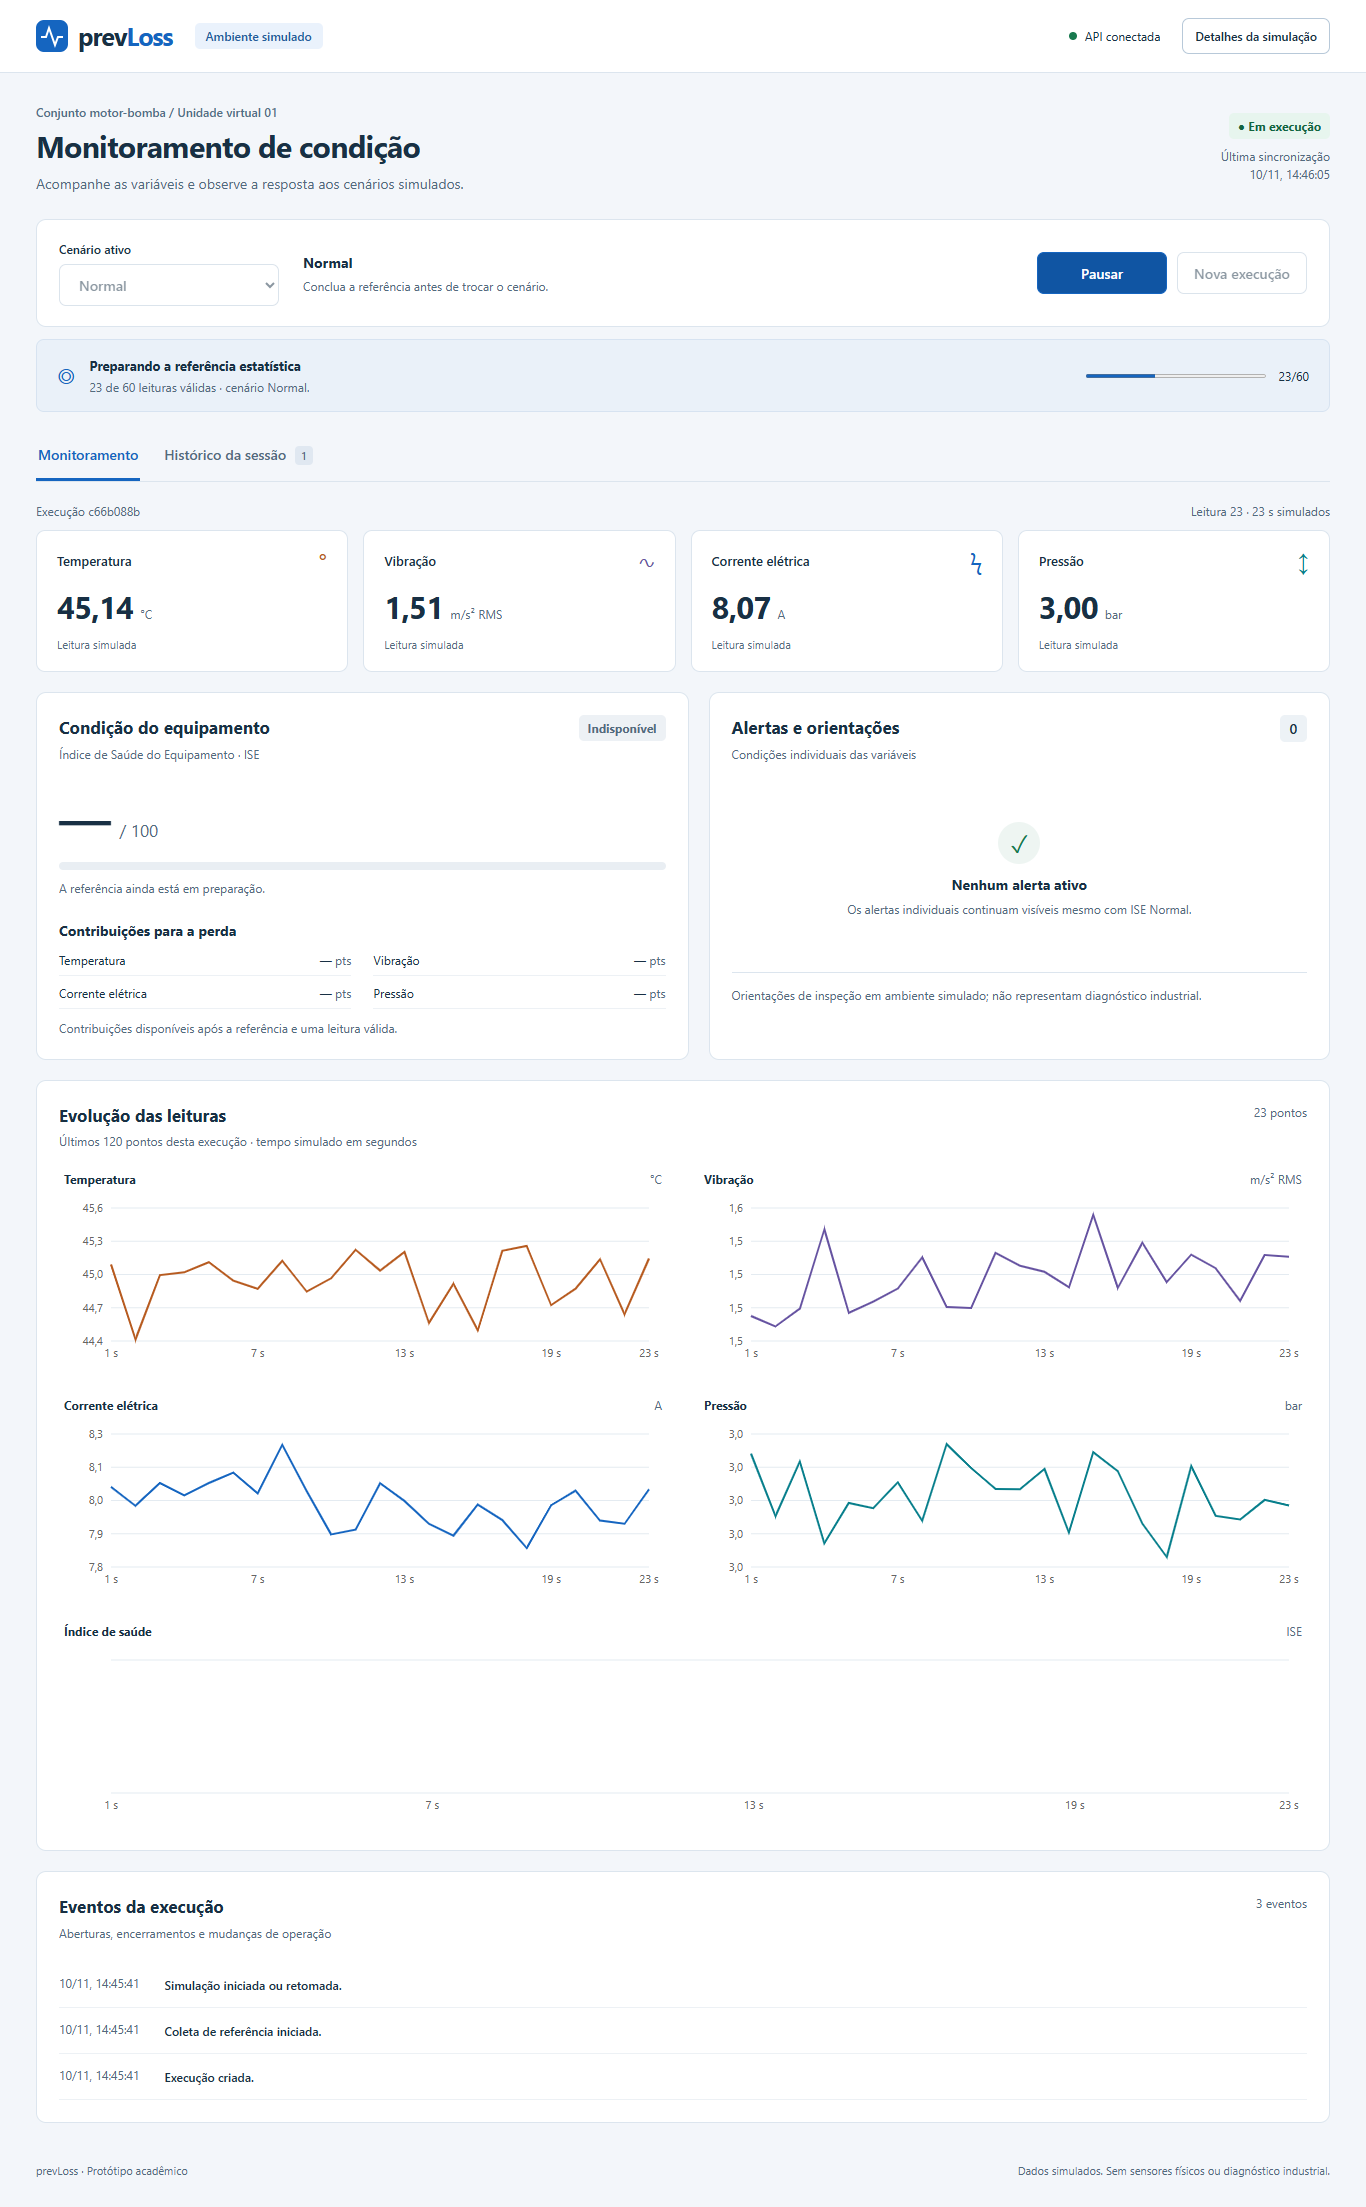 prevLoss
Ambiente simulado
API conectada
Detalhes da simulação
Conjunto motor-bomba / Unidade virtual 01
Monitoramento de condição
Acompanhe as variáveis e observe a resposta aos cenários simulados.
• Em execução
Última sincronização
10/11, 14:46:05
Cenário ativo
Normal
Normal
Conclua a referência antes de trocar o cenário.
Pausar
Nova execução
Preparando a referência estatística
23 de 60 leituras válidas · cenário Normal.
23/60
Monitoramento
Histórico da sessão 1
Execução c66b088b
Leitura 23 · 23 s simulados
Temperatura
45,14 °C
Leitura simulada
Vibração
1,51 m/s² RMS
Leitura simulada
Corrente elétrica
8,07 A
Leitura simulada
Pressão
3,00 bar
Leitura simulada
Condição do equipamento
Indisponível
Índice de Saúde do Equipamento · ISE
— / 100
A referência ainda está em preparação.
Contribuições para a perda
Temperatura — pts
Vibração — pts
Corrente elétrica — pts
Pressão — pts
Contribuições disponíveis após a referência e uma leitura válida.
Alertas e orientações
0
Condições individuais das variáveis
✓
Nenhum alerta ativo
Os alertas individuais continuam visíveis mesmo com ISE Normal.
Orientações de inspeção em ambiente simulado; não representam diagnóstico industrial.
Evolução das leituras
23 pontos
Últimos 120 pontos desta execução · tempo simulado em segundos
Temperatura °C
45,6
45,3
45,0
44,7
44,4
1 s 7 s 13 s 19 s 23 s
Vibração m/s² RMS
1,6
1,5
1,5
1,5
1,5
1 s 7 s 13 s 19 s 23 s
Corrente elétrica A
8,3
8,1
8,0
7,9
7,8
1 s 7 s 13 s 19 s 23 s
Pressão bar
3,0
3,0
3,0
3,0
3,0
1 s 7 s 13 s 19 s 23 s
Índice de saúde ISE
1 s 7 s 13 s 19 s 23 s
Eventos da execução
3 eventos
Aberturas, encerramentos e mudanças de operação
10/11, 14:45:41 Simulação iniciada ou retomada.
10/11, 14:45:41 Coleta de referência iniciada.
10/11, 14:45:41 Execução criada.
prevLoss · Protótipo acadêmico
Dados simulados. Sem sensores físicos ou diagnóstico industrial.